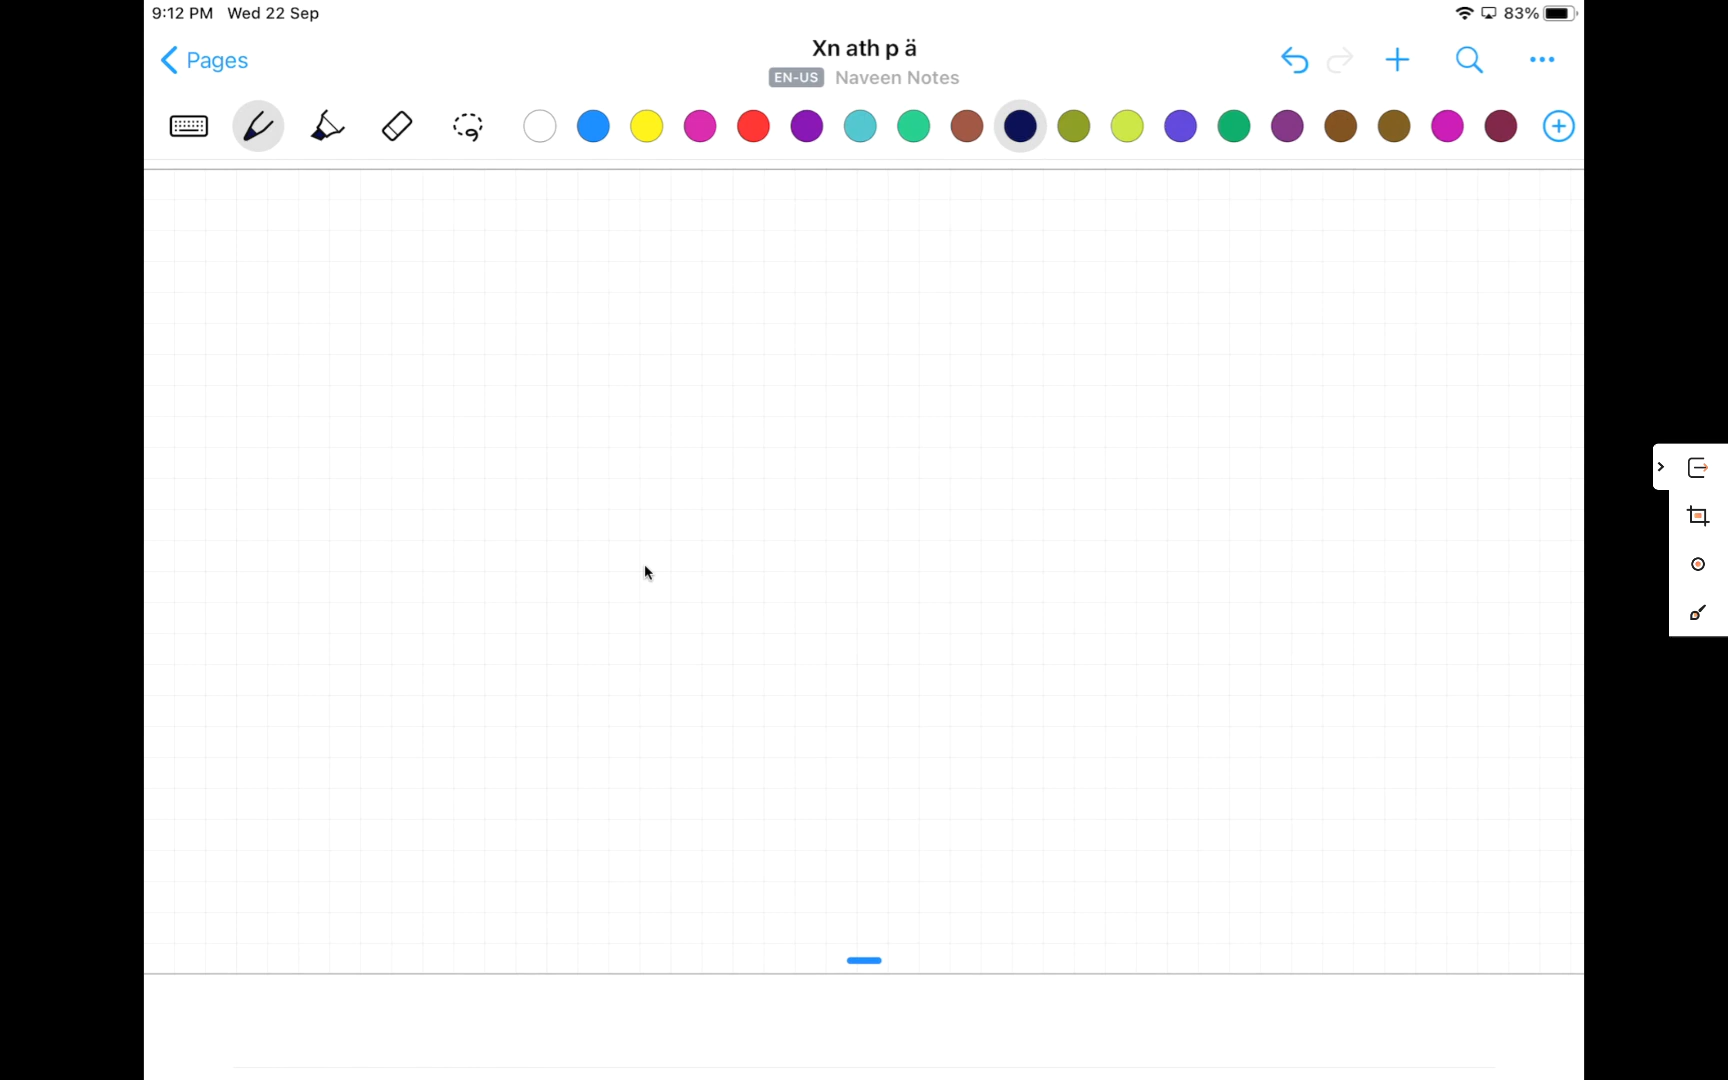 9:12 PM Wed 22 Sep
83%
Pages
Xn ath p ä
EN-US Naveen Notes